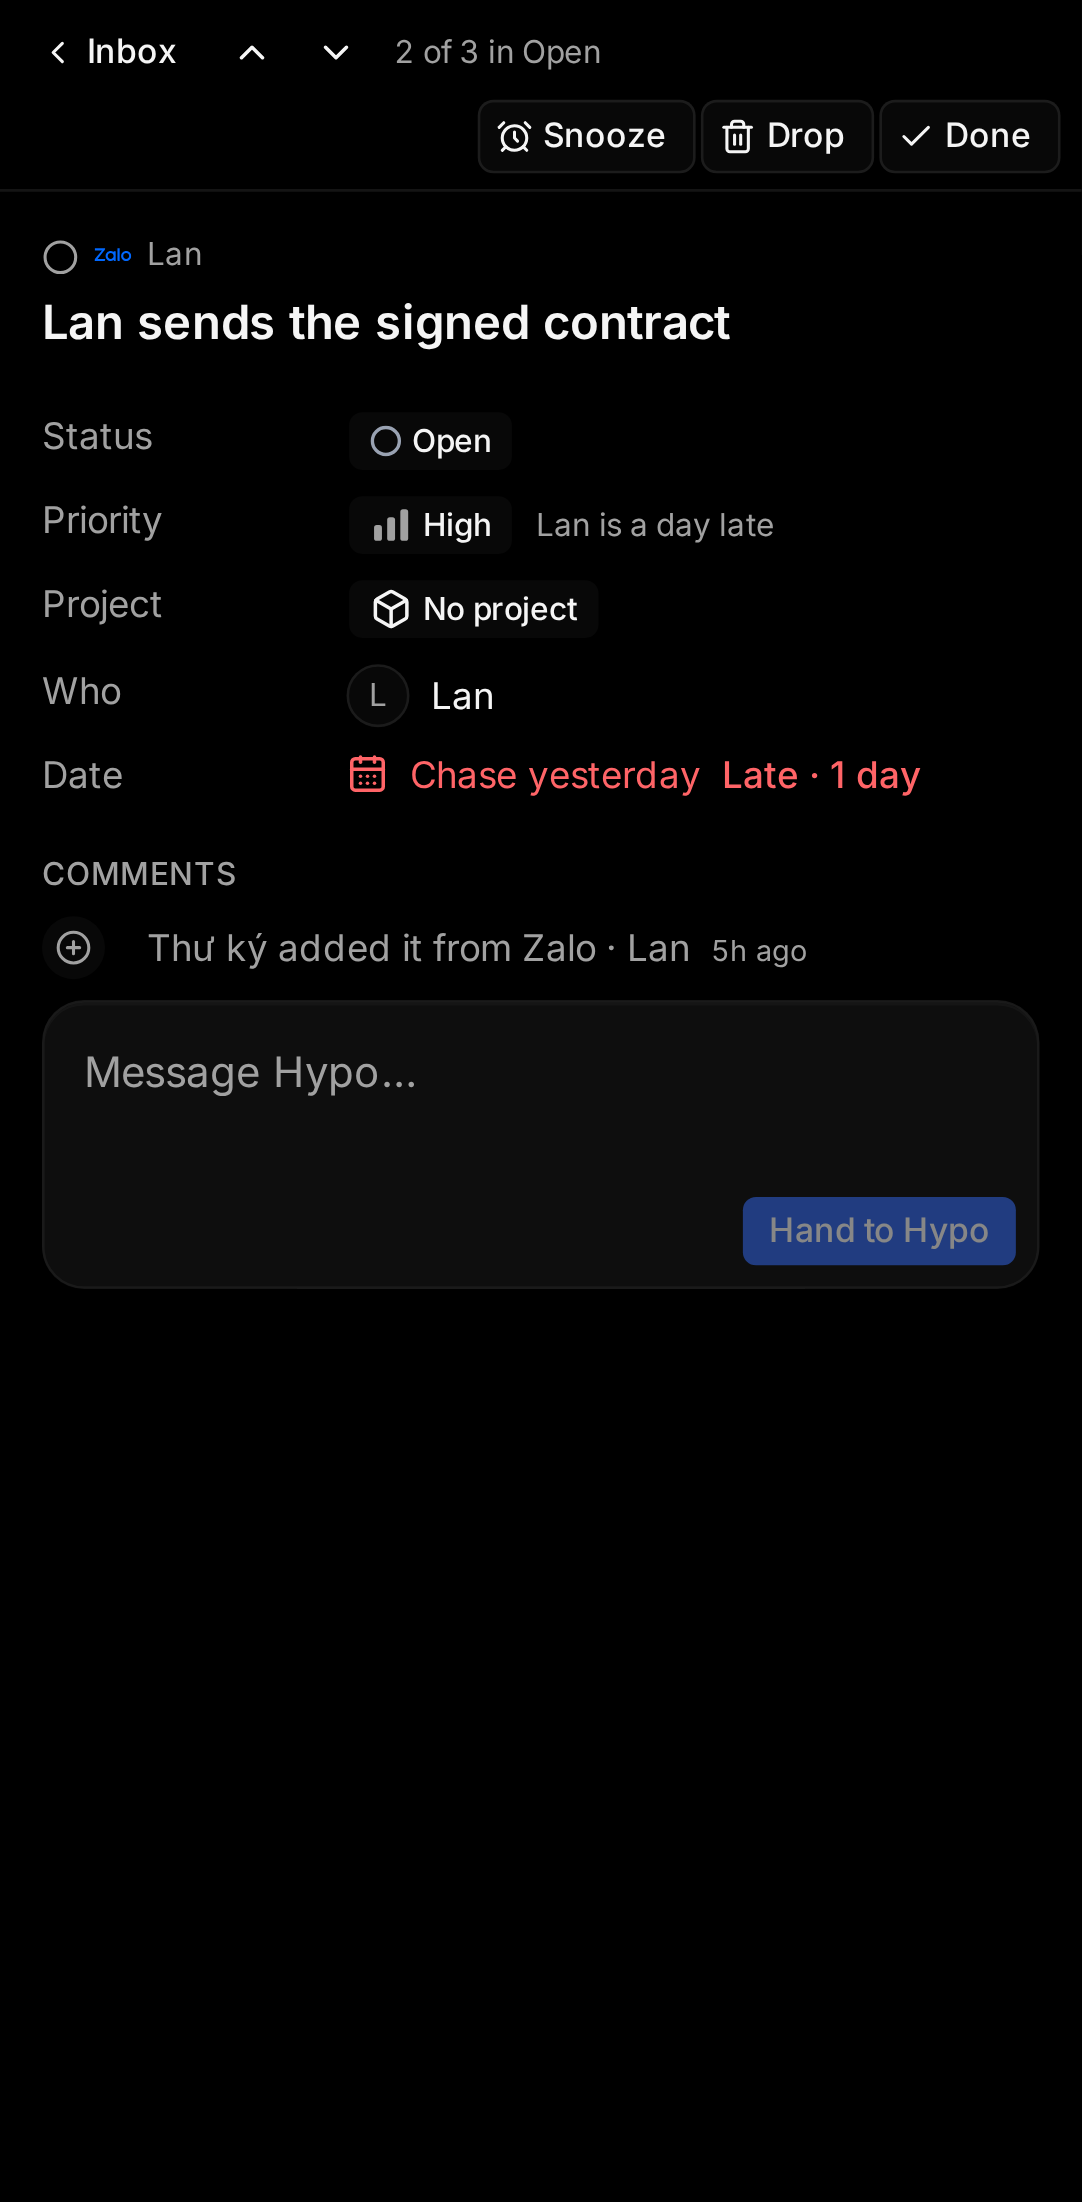 Inbox 2 of 3 in Open
Snooze Drop Done
Zalo Lan
Lan sends the signed contract
Status Open
Priority High Lan is a day late
Project No project
Who L Lan
Date Chase yesterday Late · 1 day
COMMENTS
Thư ký added it from Zalo · Lan 5h ago
Message Hypo...
Hand to Hypo